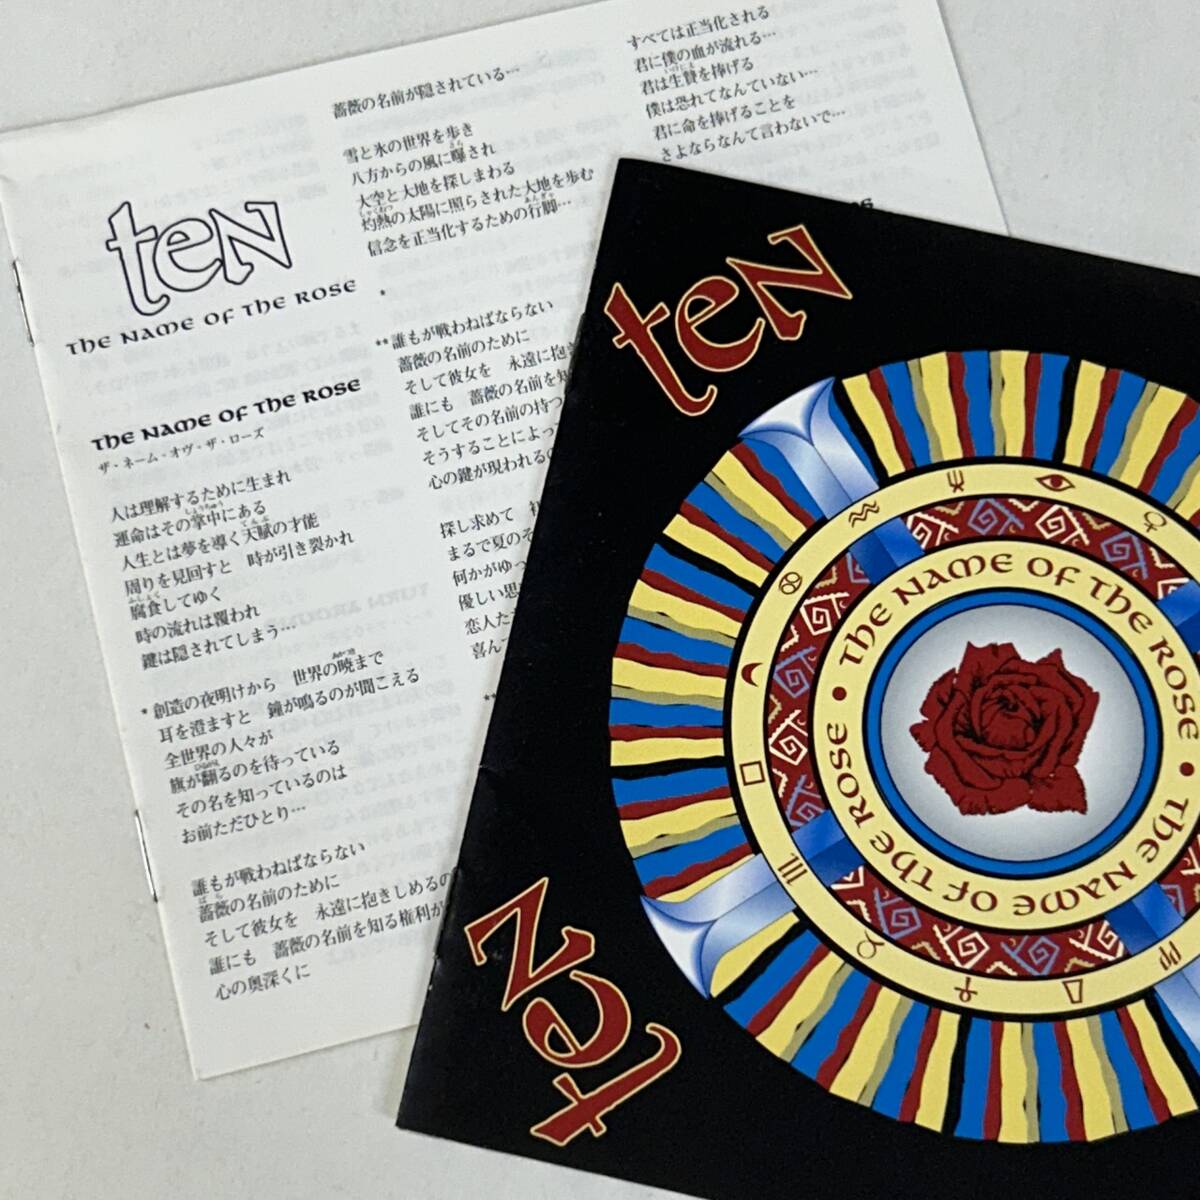 ten
THE NAME OF THE ROSE
THE NAME OF THE ROSE
ザ・ネーム・オヴ・ザ・ローズ
人は理解するために生まれ
運命はその掌中にある
人生とは夢を導く天賦の才能
周りを見回すと　時が引き裂かれ
腐食してゆく
時の流れは覆われ
鍵は隠されてしまう…
* 創造の夜明けから　世界の暁まで
耳を澄ますと　鐘が鳴るのが聞こえる
全世界の人々が
旗が翻るのを待っている
その名を知っているのは
お前ただひとり…
誰もが戦わねばならない
薔薇の名前のために
そして彼女を　永遠に抱きしめるの
誰にも　薔薇の名前を知る権利が
心の奥深くに
薔薇の名前が隠されている…
雪と氷の世界を歩き
八方からの風に曝され
大空と大地を探しまわる
灼熱の太陽に照らされた大地を歩む
信念を正当化するための行脚…
*
** 誰もが戦わねばならない
薔薇の名前のために
そして彼女を　永遠に抱き
誰にも　薔薇の名前を知
そしてその名前の持つ
そうすることによっ
心の鍵が現われるの
探し求めて
まるで夏のそ
何かがゆっ
優しい思
恋人た
喜ん
**
すべては正当化される
君に僕の血が流れる…
君は生贄を捧げる
僕は恐れてなんていない…
君に命を捧げることを
さよならなんて言わないで…
ten
THE NAME OF THE ROSE • THE NAME OF THE ROSE •
ten